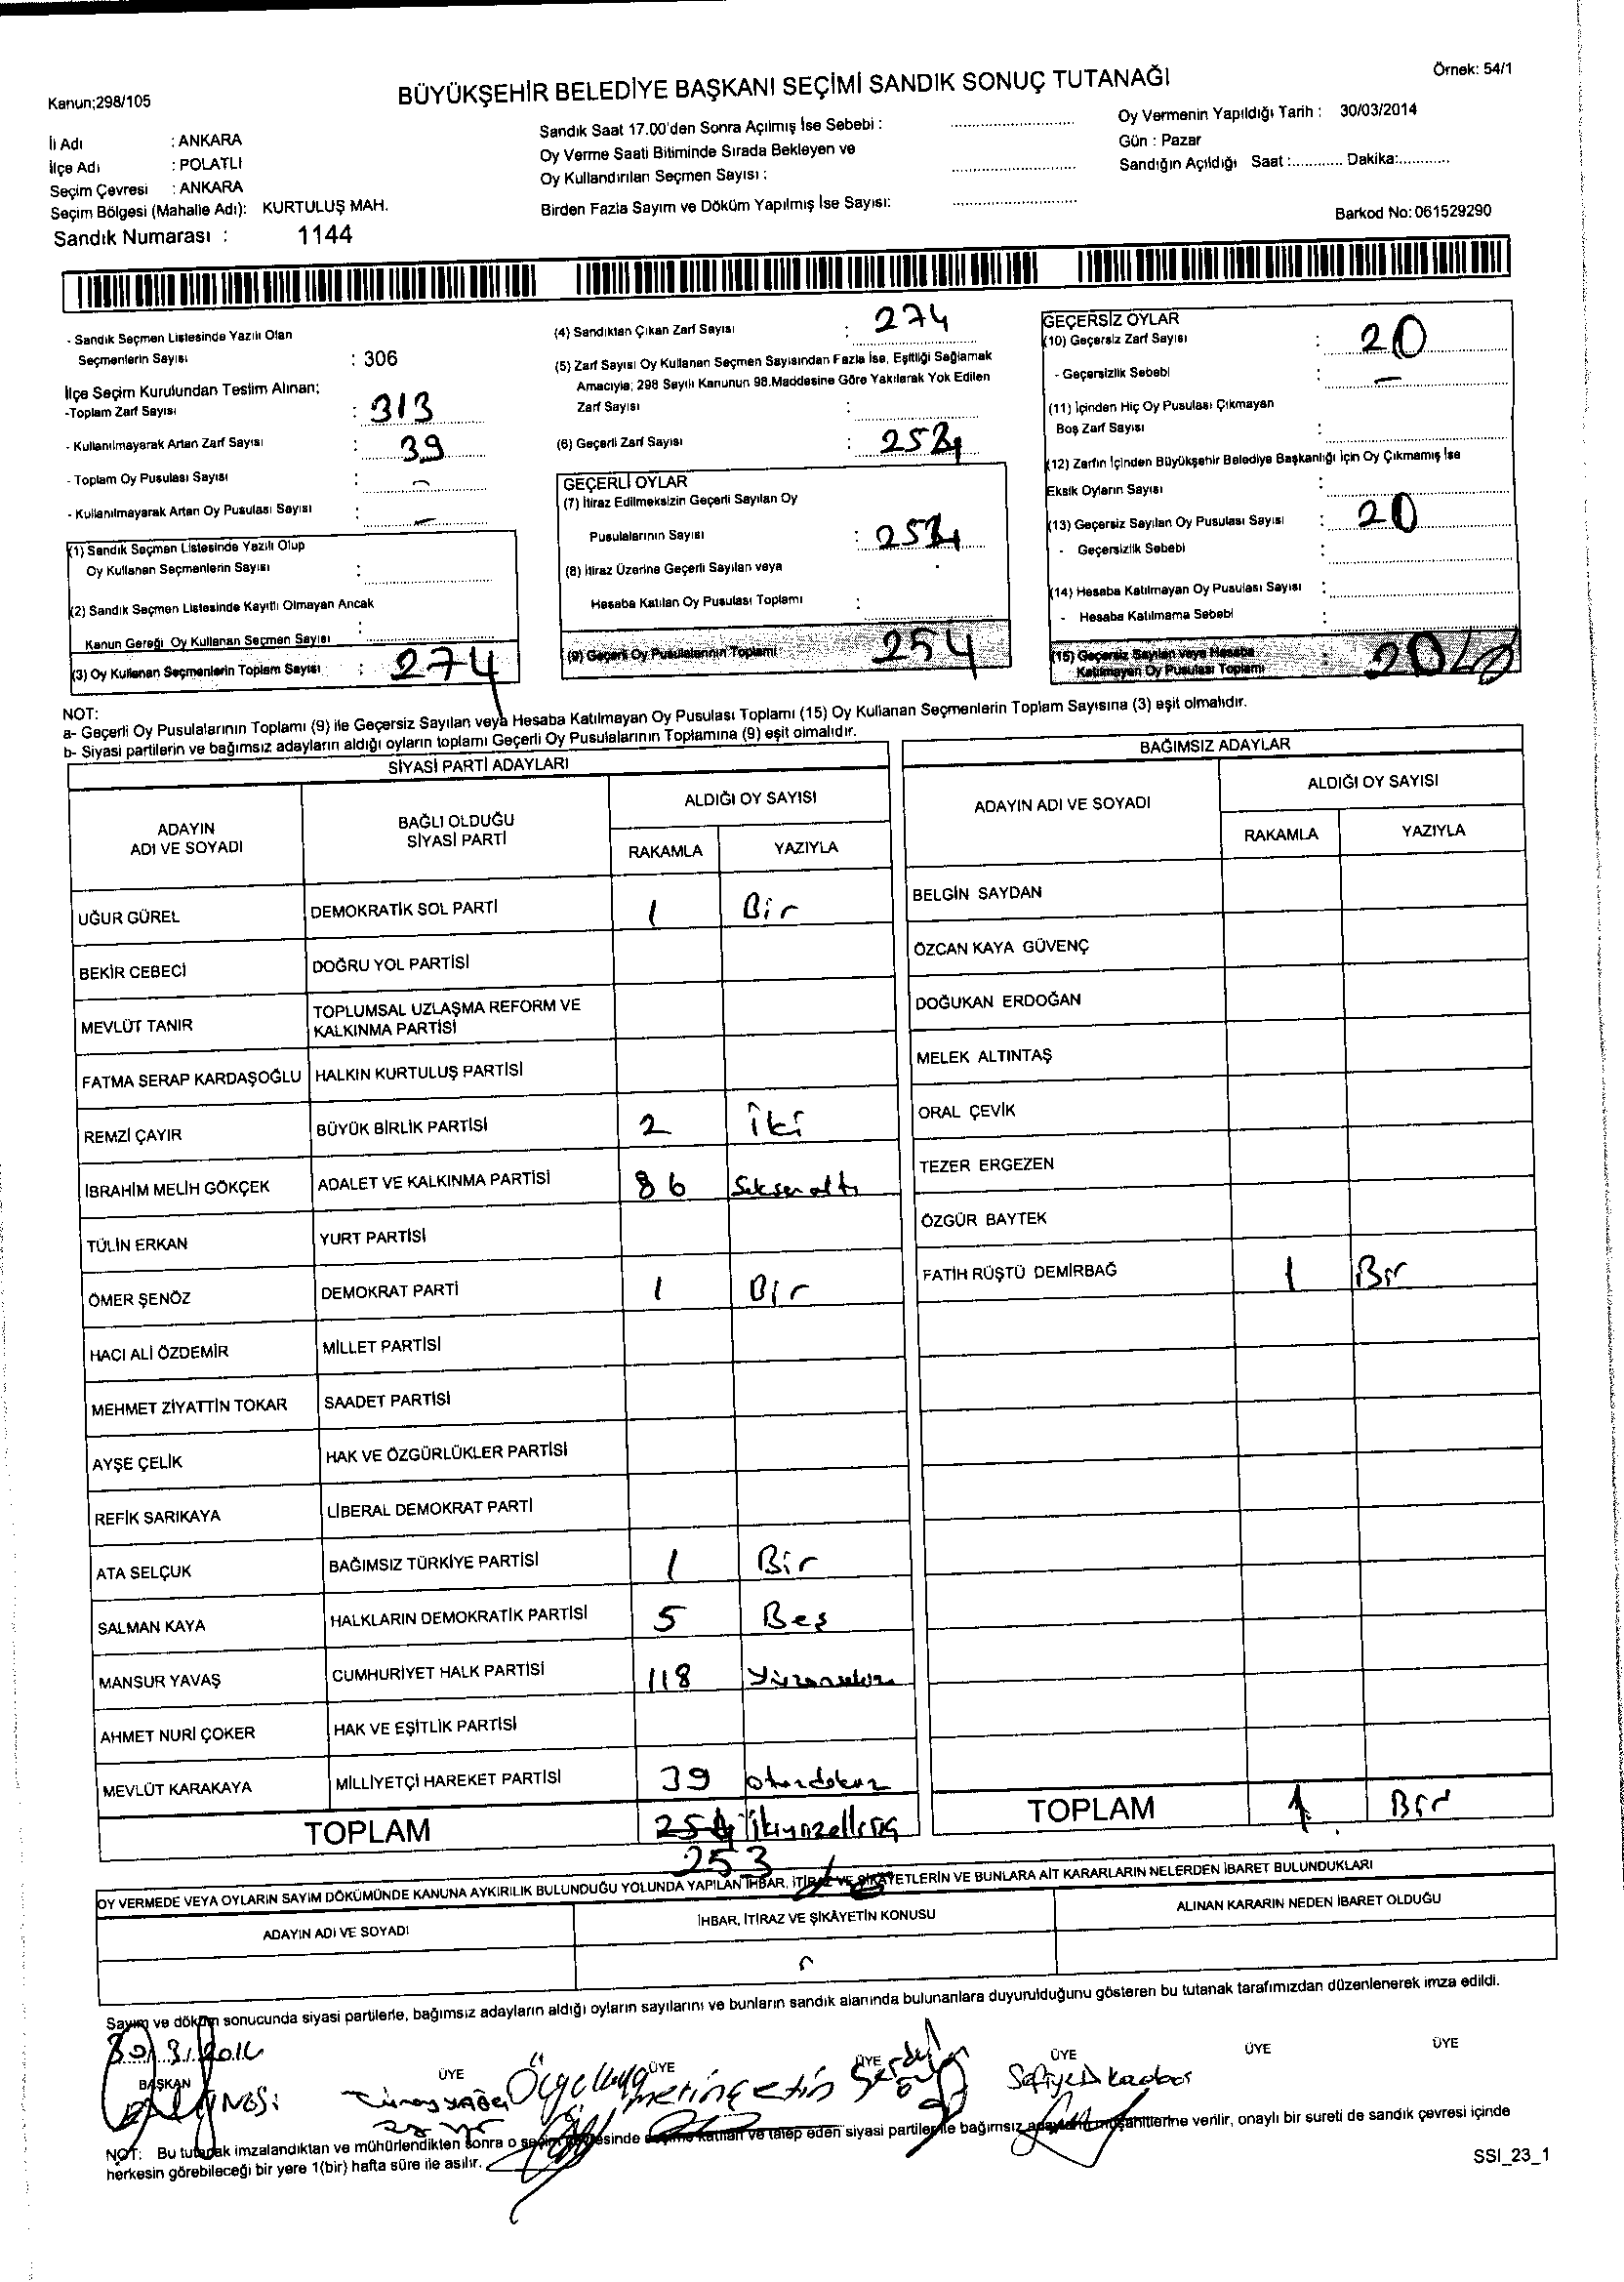 Örnek: 54/1
Kanun;298/105
BÜYÜKŞEHİR BELEDİYE BAŞKANI SEÇİMİ SANDIK SONUÇ TUTANAĞI
İli Adı : ANKARA
İlçe Adı : POLATLI
Seçim Çevresi : ANKARA
Seçim Bölgesi (Mahalle Adı): KURTULUŞ MAH.
Sandık Numarası : 1144
Sandık Saat 17.00'den Sonra Açılmış İse Sebebi :
Oy Verme Saati Bitiminde Sırada Bekleyen ve
Oy Kullandırılan Seçmen Sayısı :
Birden Fazla Sayım ve Döküm Yapılmış İse Sayısı:
Oy Vermenin Yapıldığı Tarih : 30/03/2014
Gün : Pazar
Sandığın Açıldığı Saat :............ Dakika:............
Barkod No: 061529290
- Sandık Seçmen Listesinde Yazılı Olan
Seçmenlerin Sayısı : 306
İlçe Seçim Kurulundan Teslim Alınan;
-Toplam Zarf Sayısı : 313
- Kullanılmayarak Artan Zarf Sayısı : 39
- Toplam Oy Pusulası Sayısı : -
- Kullanılmayarak Artan Oy Pusulası Sayısı : -
(1) Sandık Seçmen Listesinde Yazılı Olup
Oy Kullanan Seçmenlerin Sayısı :
(2) Sandık Seçmen Listesinde Kayıtlı Olmayan Ancak
Kanun Gereği Oy Kullanan Seçmen Sayısı :
(3) Oy Kullanan Seçmenlerin Toplam Sayısı : 274
(4) Sandıktan Çıkan Zarf Sayısı : 274
(5) Zarf Sayısı Oy Kullanan Seçmen Sayısından Fazla İse, Eşitliği Sağlamak
Amacıyla; 298 Sayılı Kanunun 98.Maddesine Göre Yakılarak Yok Edilen
Zarf Sayısı :
(6) Geçerli Zarf Sayısı : 254
GEÇERLİ OYLAR
(7) İtiraz Edilmeksizin Geçerli Sayılan Oy
Pusulalarının Sayısı : 254
(8) İtiraz Üzerine Geçerli Sayılan veya
Hesaba Katılan Oy Pusulası Toplamı :
(9) Geçerli Oy Pusulalarının Toplamı 254
GEÇERSİZ OYLAR
(10) Geçersiz Zarf Sayısı : 20
- Geçersizlik Sebebi : -
(11) İçinden Hiç Oy Pusulası Çıkmayan
Boş Zarf Sayısı :
(12) Zarfın İçinden Büyükşehir Belediye Başkanlığı İçin Oy Çıkmamış İse
Eksik Oyların Sayısı :
(13) Geçersiz Sayılan Oy Pusulası Sayısı : 20
- Geçersizlik Sebebi :
(14) Hesaba Katılmayan Oy Pusulası Sayısı :
- Hesaba Katılmama Sebebi :
(15) Geçersiz Sayılan veya Hesaba
Katılmayan Oy Pusulası Toplamı : 20
NOT:
a- Geçerli Oy Pusulalarının Toplamı (9) ile Geçersiz Sayılan veya Hesaba Katılmayan Oy Pusulası Toplamı (15) Oy Kullanan Seçmenlerin Toplam Sayısına (3) eşit olmalıdır.
b- Siyasi partilerin ve bağımsız adayların aldığı oyların toplamı Geçerli Oy Pusulalarının Toplamına (9) eşit olmalıdır.
SİYASİ PARTİ ADAYLARI
ADAYIN
ADI VE SOYADI
BAĞLI OLDUĞU
SİYASİ PARTİ
ALDIĞI OY SAYISI
RAKAMLA YAZIYLA
UĞUR GÜREL DEMOKRATİK SOL PARTİ 1 Bir
BEKİR CEBECİ DOĞRU YOL PARTİSİ
MEVLÜT TANIR TOPLUMSAL UZLAŞMA REFORM VE
KALKINMA PARTİSİ
FATMA SERAP KARDAŞOĞLU HALKIN KURTULUŞ PARTİSİ
REMZİ ÇAYIR BÜYÜK BİRLİK PARTİSİ 2 İki
İBRAHİM MELİH GÖKÇEK ADALET VE KALKINMA PARTİSİ 86 Seksenaltı
TÜLİN ERKAN YURT PARTİSİ
ÖMER ŞENÖZ DEMOKRAT PARTİ 1 Bir
HACI ALİ ÖZDEMİR MİLLET PARTİSİ
MEHMET ZİYATTİN TOKAR SAADET PARTİSİ
AYŞE ÇELİK HAK VE ÖZGÜRLÜKLER PARTİSİ
REFİK SARIKAYA LİBERAL DEMOKRAT PARTİ
ATA SELÇUK BAĞIMSIZ TÜRKİYE PARTİSİ 1 Bir
SALMAN KAYA HALKLARIN DEMOKRATİK PARTİSİ 5 Beş
MANSUR YAVAŞ CUMHURİYET HALK PARTİSİ 118 Yüzonsekiz
AHMET NURİ ÇOKER HAK VE EŞİTLİK PARTİSİ
MEVLÜT KARAKAYA MİLLİYETÇİ HAREKET PARTİSİ 39 otuzdokuz
TOPLAM 254 ikiyüzelliüç
253
BAĞIMSIZ ADAYLAR
ADAYIN ADI VE SOYADI
ALDIĞI OY SAYISI
RAKAMLA YAZIYLA
BELGİN SAYDAN
ÖZCAN KAYA GÜVENÇ
DOĞUKAN ERDOĞAN
MELEK ALTINTAŞ
ORAL ÇEVİK
TEZER ERGEZEN
ÖZGÜR BAYTEK
FATİH RÜŞTÜ DEMİRBAĞ 1 Bir
TOPLAM 1 Bir
OY VERMEDE VEYA OYLARIN SAYIM DÖKÜMÜNDE KANUNA AYKIRILIK BULUNDUĞU YOLUNDA YAPILAN İHBAR, İTİRAZ VE ŞİKAYETLERİN VE BUNLARA AİT KARARLARIN NELERDEN İBARET BULUNDUKLARI
ADAYIN ADI VE SOYADI İHBAR, İTİRAZ VE ŞİKÂYETİN KONUSU ALINAN KARARIN NEDEN İBARET OLDUĞU
Sayım ve döküm sonucunda siyasi partilerle, bağımsız adayların aldığı oyların sayılarını ve bunların sandık alanında bulunanlara duyurulduğunu gösteren bu tutanak tarafımızdan düzenlenerek imza edildi.
BAŞKAN ÜYE ÜYE ÜYE ÜYE ÜYE ÜYE
NOT: Bu tutanak imzalandıktan ve mühürlendikten sonra o seçim çevresinde seçime katılan ve talep eden siyasi partiler ile bağımsız adayların müşahitlerine verilir, onaylı bir sureti de sandık çevresi içinde
herkesin görebileceği bir yere 1(bir) hafta süre ile asılır.
SSI_23_1